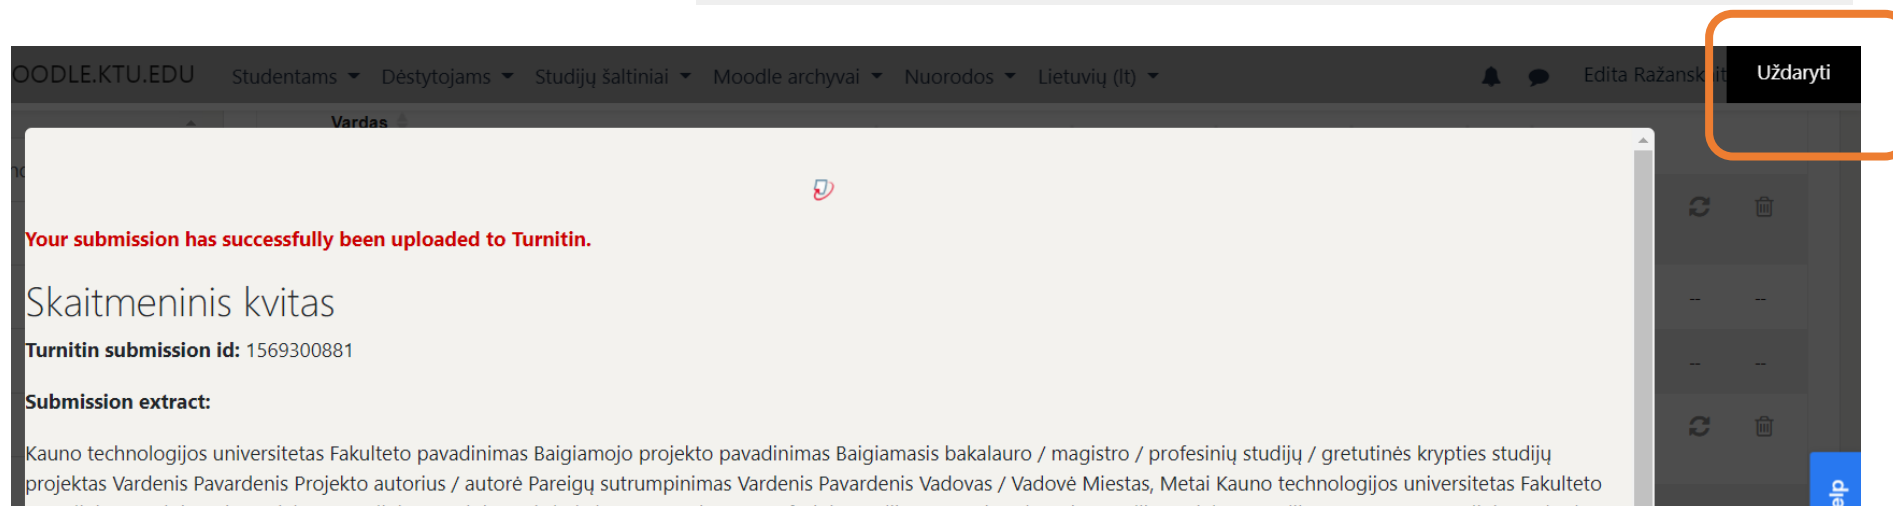 OODLE.KTU.EDU Studentams Dėstytojams Studijų šaltiniai Moodle archyvai Nuorodos Lietuvių (lt) Edita Uždaryti
Vardas
Your submission has successfully been uploaded to Turnitin.
Skaitmeninis kvitas
Turnitin submission id: 1569300881
-- --
Submission extract:
-- --
Kauno technologijos universitetas Fakulteto pavadinimas Baigiamojo projekto pavadinimas Baigiamasis bakalauro / magistro / profesinių studijų / gretutinės krypties studijų
projektas Vardenis Pavardenis Projekto autorius / autorė Pareigų sutrumpinimas Vardenis Pavardenis Vadovas / Vadovė Miestas, Metai Kauno technologijos universitetas Fakulteto
elp